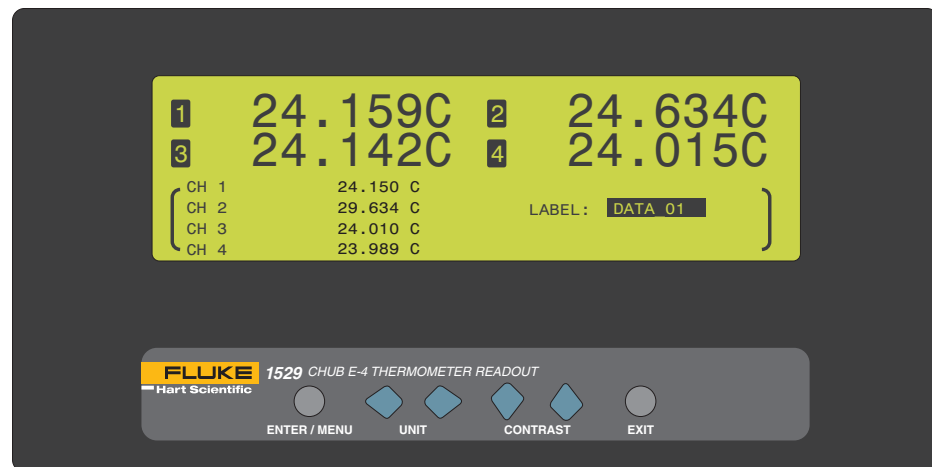 1 24.159C 2 24.634C
3 24.142C 4 24.015C
CH 1 24.150 C
CH 2 29.634 C LABEL: DATA_01
CH 3 24.010 C
CH 4 23.989 C
FLUKE 1529 CHUB E-4 THERMOMETER READOUT
Hart Scientific
ENTER / MENU UNIT CONTRAST EXIT